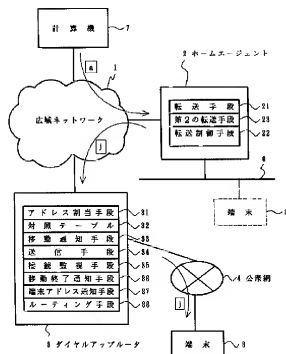 計算機
7
1
2 ホームエージェント
a
転送手段
21
第2の転送手段
23
転送制御手段
22
広域ネットワーク
j
6
端末
アドレス割当手段
31
対照テーブル
32
移動通知手段
33
送信手段
34
接続監視手段
35
移動終了通知手段
36
端末アドレス通知手段
37
ルーティング手段
38
4 公衆網
j
3 ダイヤルアップルータ
端末
8